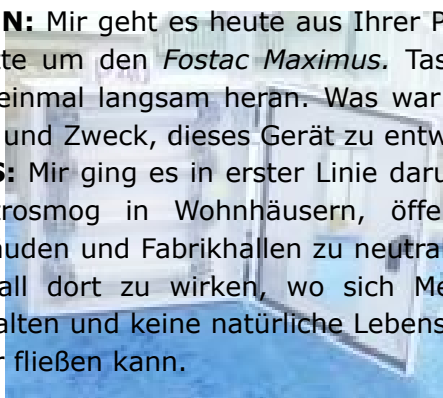 N: Mir geht es heute aus Ihrer P
te um den Fostac Maximus. Tas
einmal langsam heran. Was war
und Zweck, dieses Gerät zu entw
S: Mir ging es in erster Linie daru
trosmog in Wohnhäusern, öffe
uden und Fabrikhallen zu neutra
all dort zu wirken, wo sich Me
alten und keine natürliche Lebens
r fließen kann.